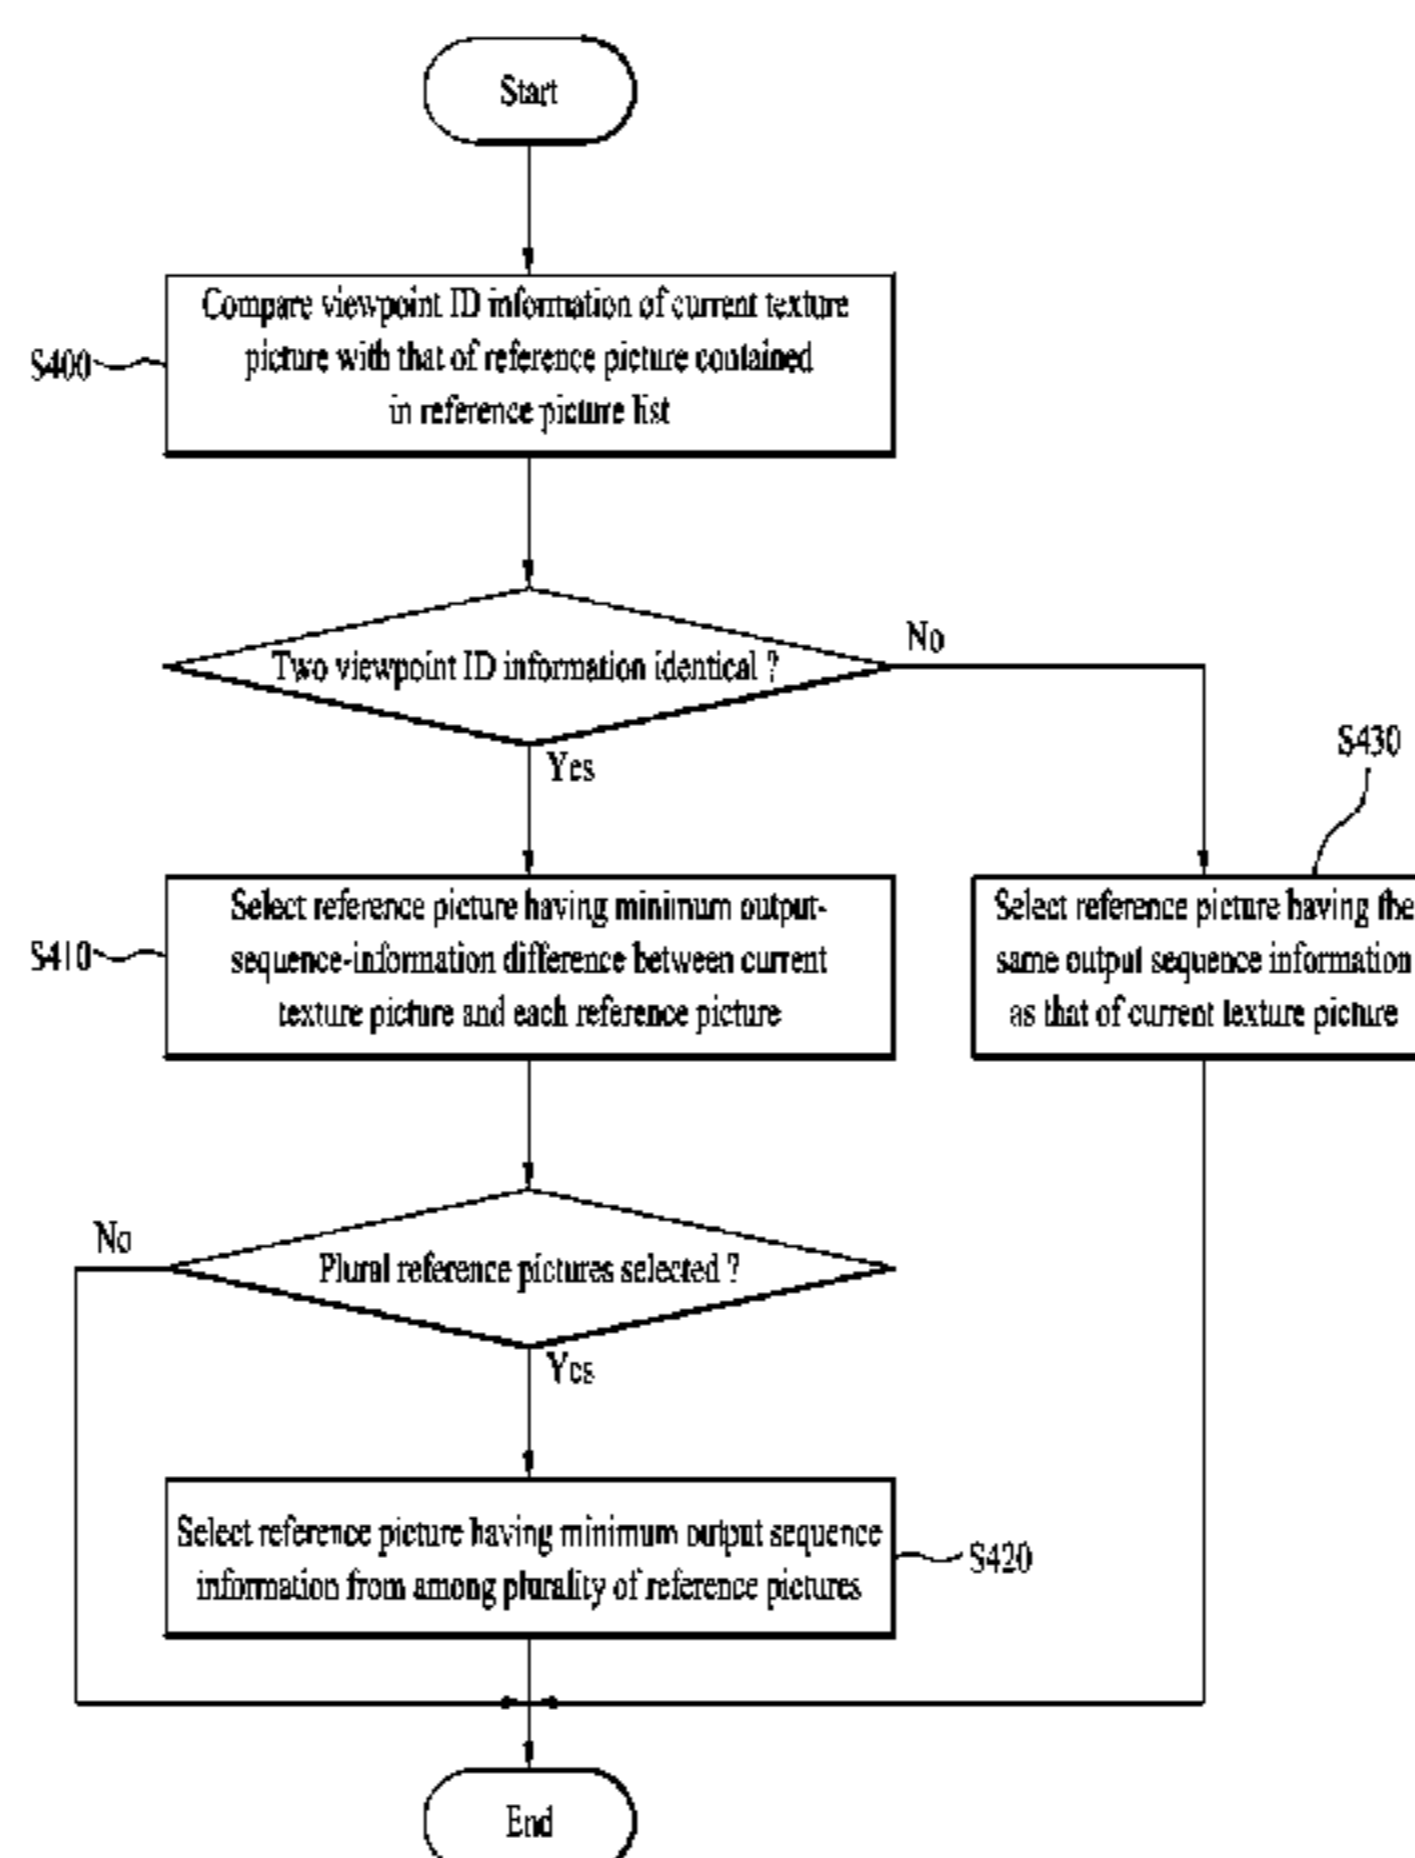 Start
Compare viewpoint ID information of current texture
picture with that of reference picture contained
in reference picture list
S400
Two viewpoint ID information identical ?
No
Yes
S430
Select reference picture having minimum output-
sequence-information difference between current
texture picture and each reference picture
S410
Select reference picture having the
same output sequence information
as that of current texture picture
No
Plural reference pictures selected ?
Yes
Select reference picture having minimum output sequence
information from among plurality of reference pictures
S420
End